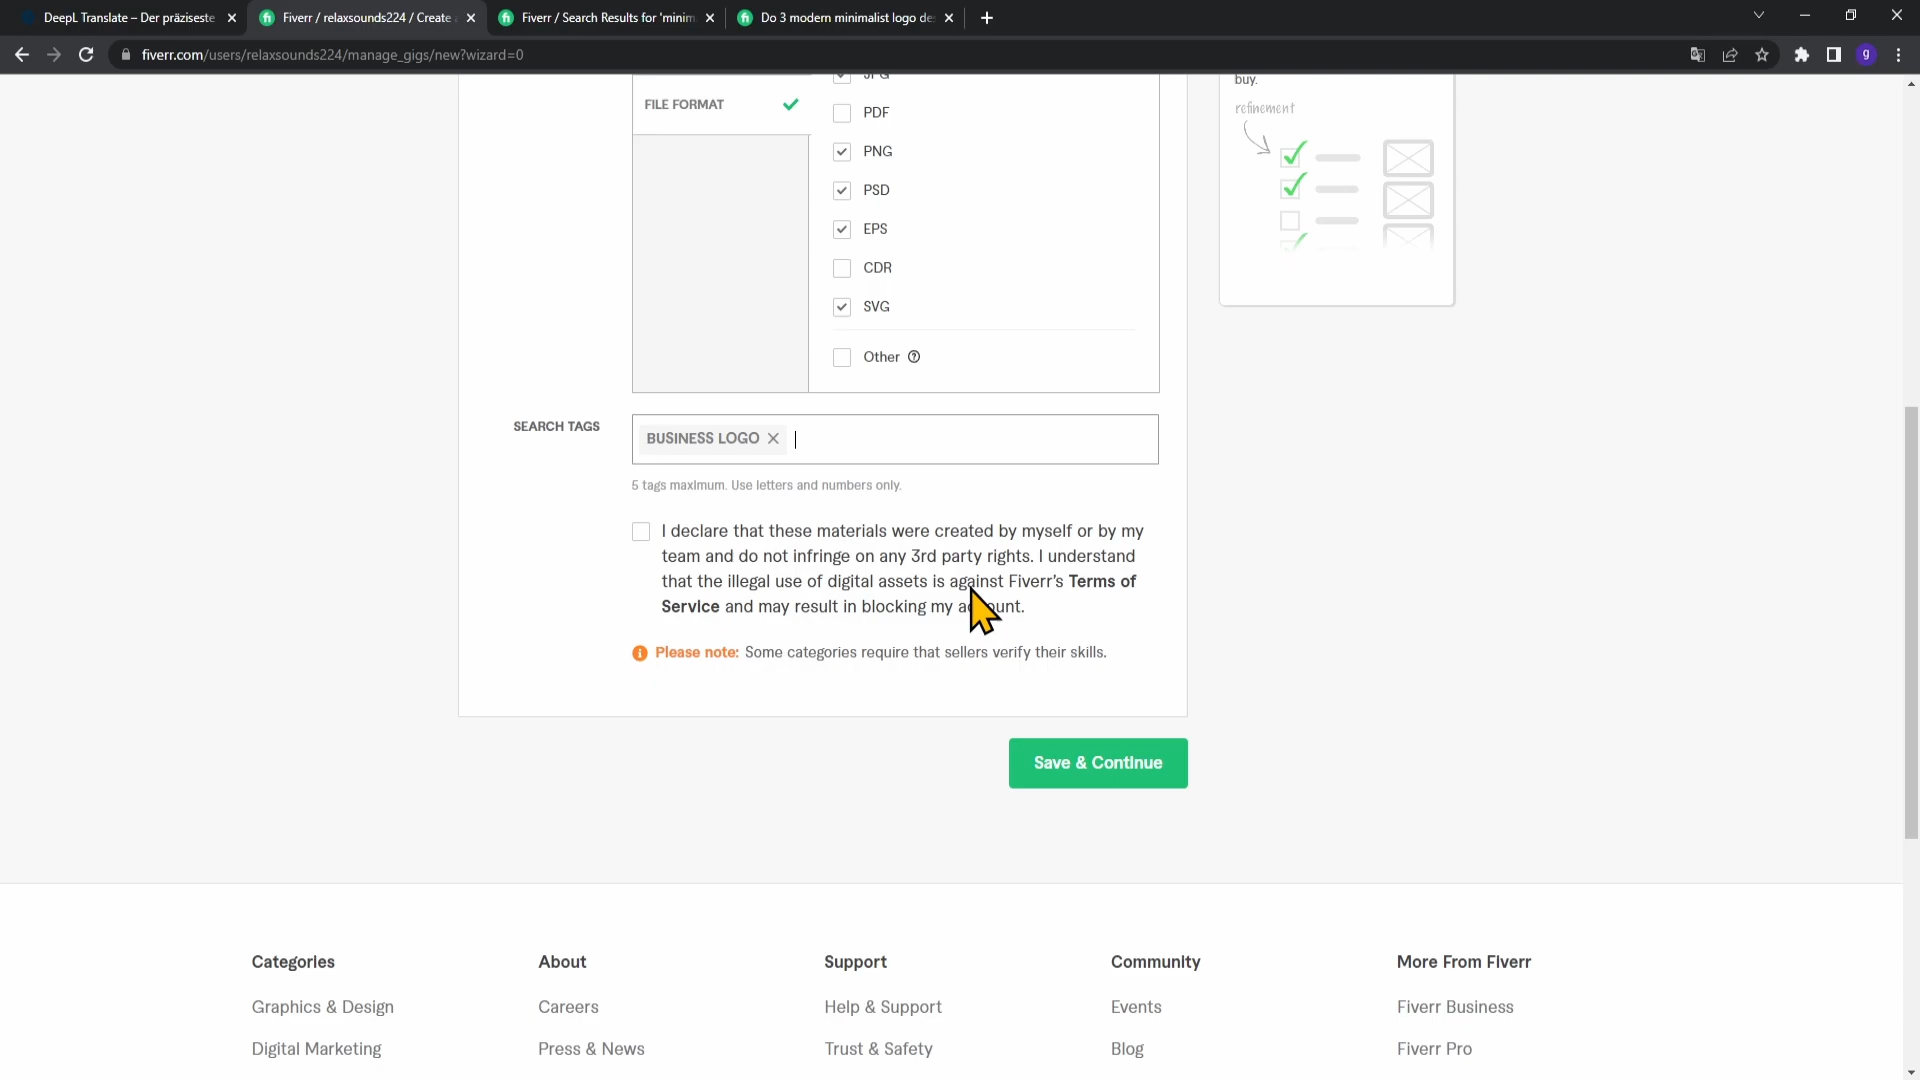 DeepL Translate – Der präziseste
Fiverr / relaxsounds224 / Create
Fiverr / Search Results for 'minim
Do 3 modern minimalist logo de
fiverr.com/users/relaxsounds224/manage_gigs/new?wizard=0
g
buy.
refinement
JPG
FILE FORMAT
PDF
PNG
PSD
EPS
CDR
SVG
Other
SEARCH TAGS
BUSINESS LOGO
5 tags maximum. Use letters and numbers only.
I declare that these materials were created by myself or by my
team and do not infringe on any 3rd party rights. I understand
that the illegal use of digital assets is against Fiverr's Terms of
Service and may result in blocking my account.
Please note: Some categories require that sellers verify their skills.
Save & Continue
Categories
About
Support
Community
More From Fiverr
Graphics & Design
Careers
Help & Support
Events
Fiverr Business
Digital Marketing
Press & News
Trust & Safety
Blog
Fiverr Pro